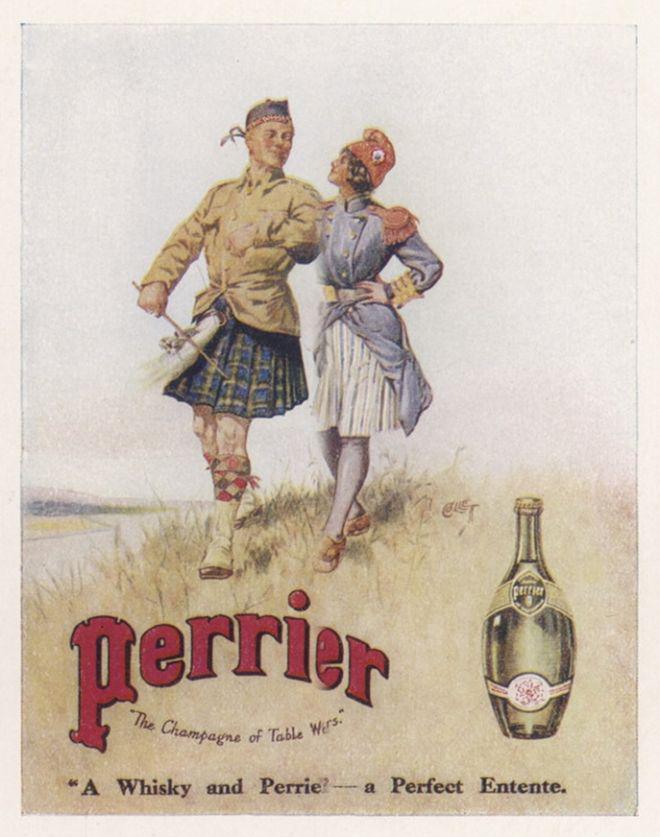 Perrier
"The Champagne of Table
Perrier
"A Whisky and Perrier — a Perfect Entente.